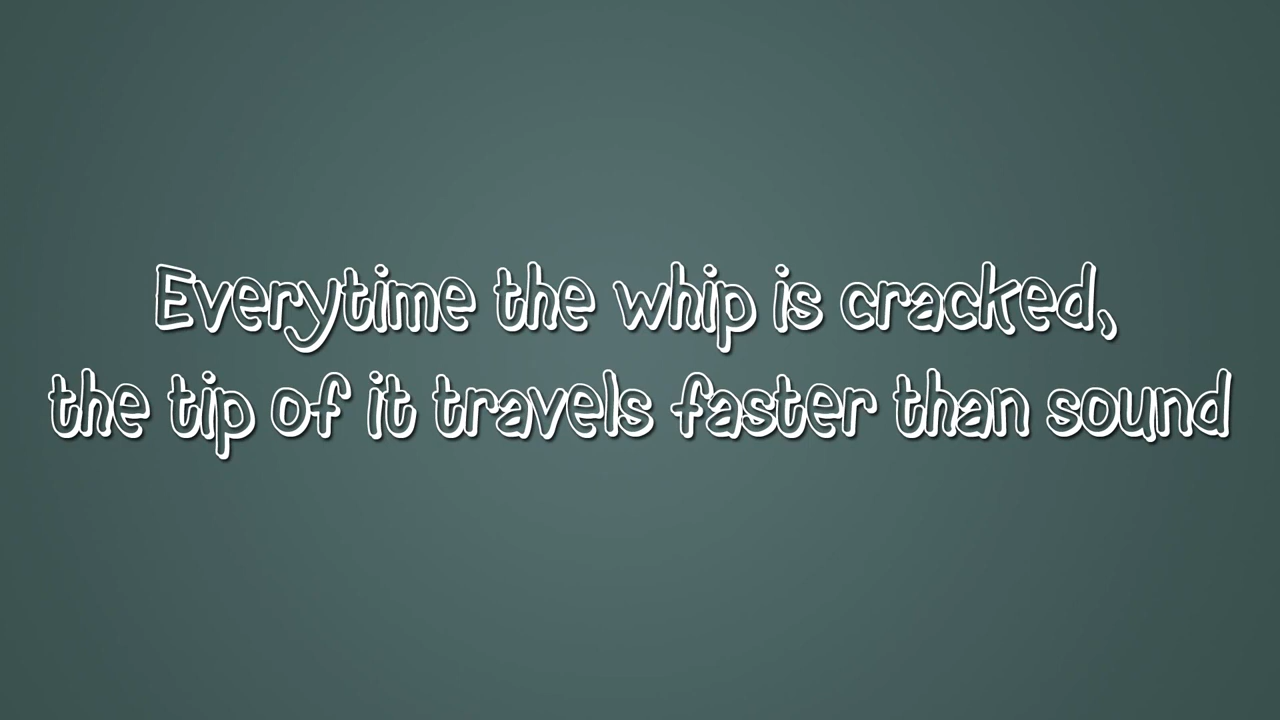 Everytime the whip is cracked,
the tip of it travels faster than sound